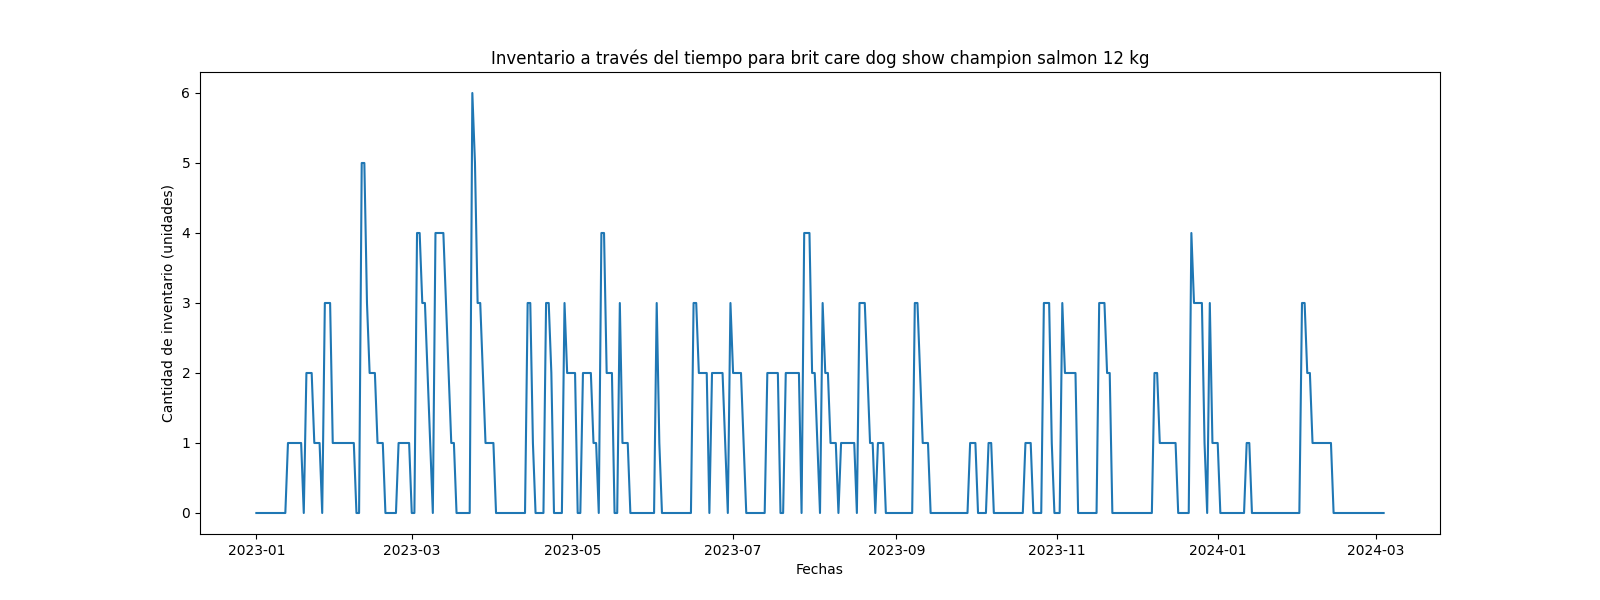 Inventario a través del tiempo para brit care dog show champion salmon 12 kg
Cantidad de inventario (unidades)
6
5
4
3
2
1
0
2023-01 2023-03 2023-05 2023-07 2023-09 2023-11 2024-01 2024-03
Fechas